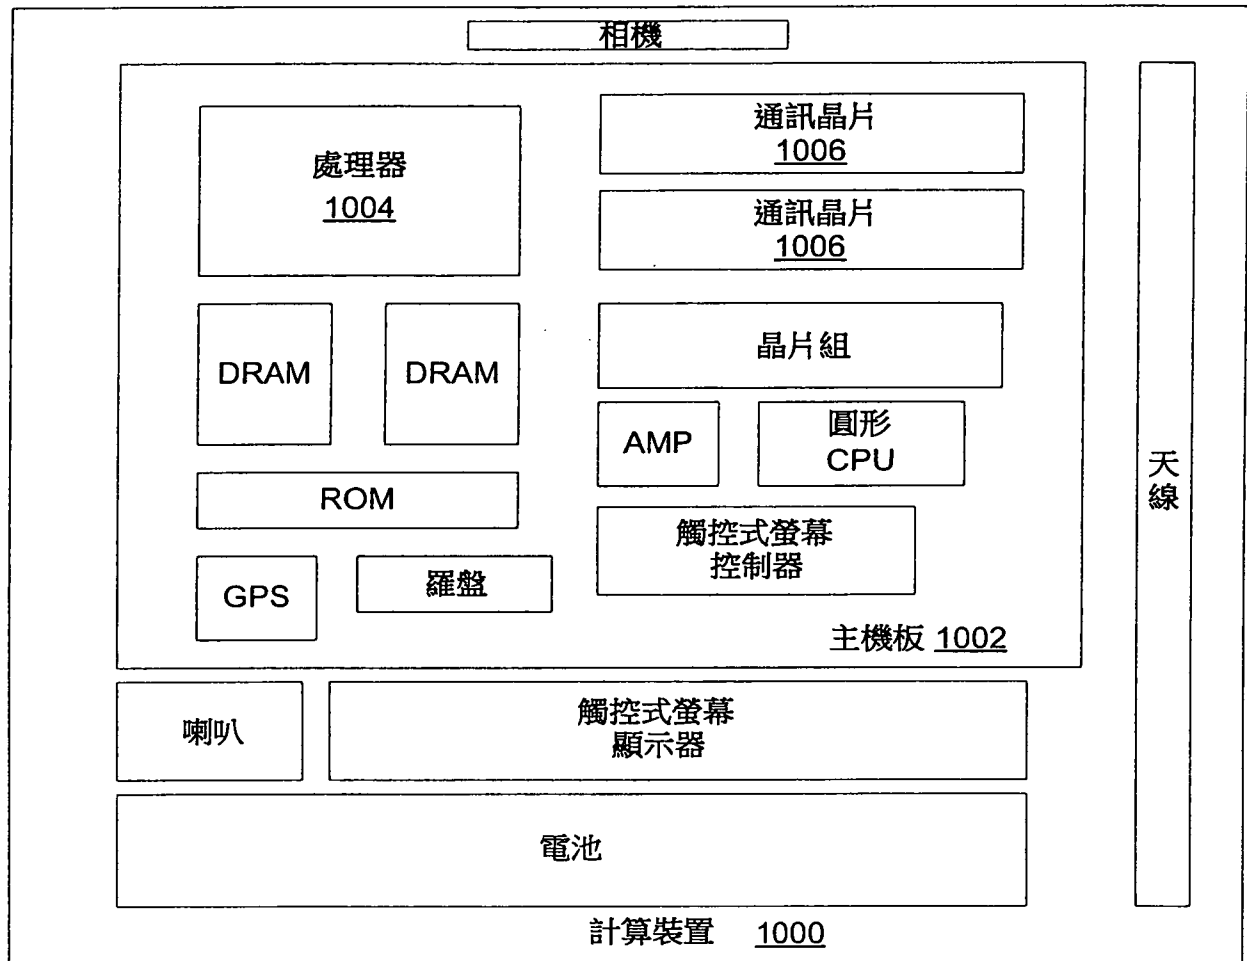 相機
處理器
1004
通訊晶片
1006
通訊晶片
1006
DRAM
DRAM
晶片組
AMP
圓形
CPU
ROM
觸控式螢幕
控制器
GPS
羅盤
主機板 1002
天線
喇叭
觸控式螢幕
顯示器
電池
計算裝置 1000